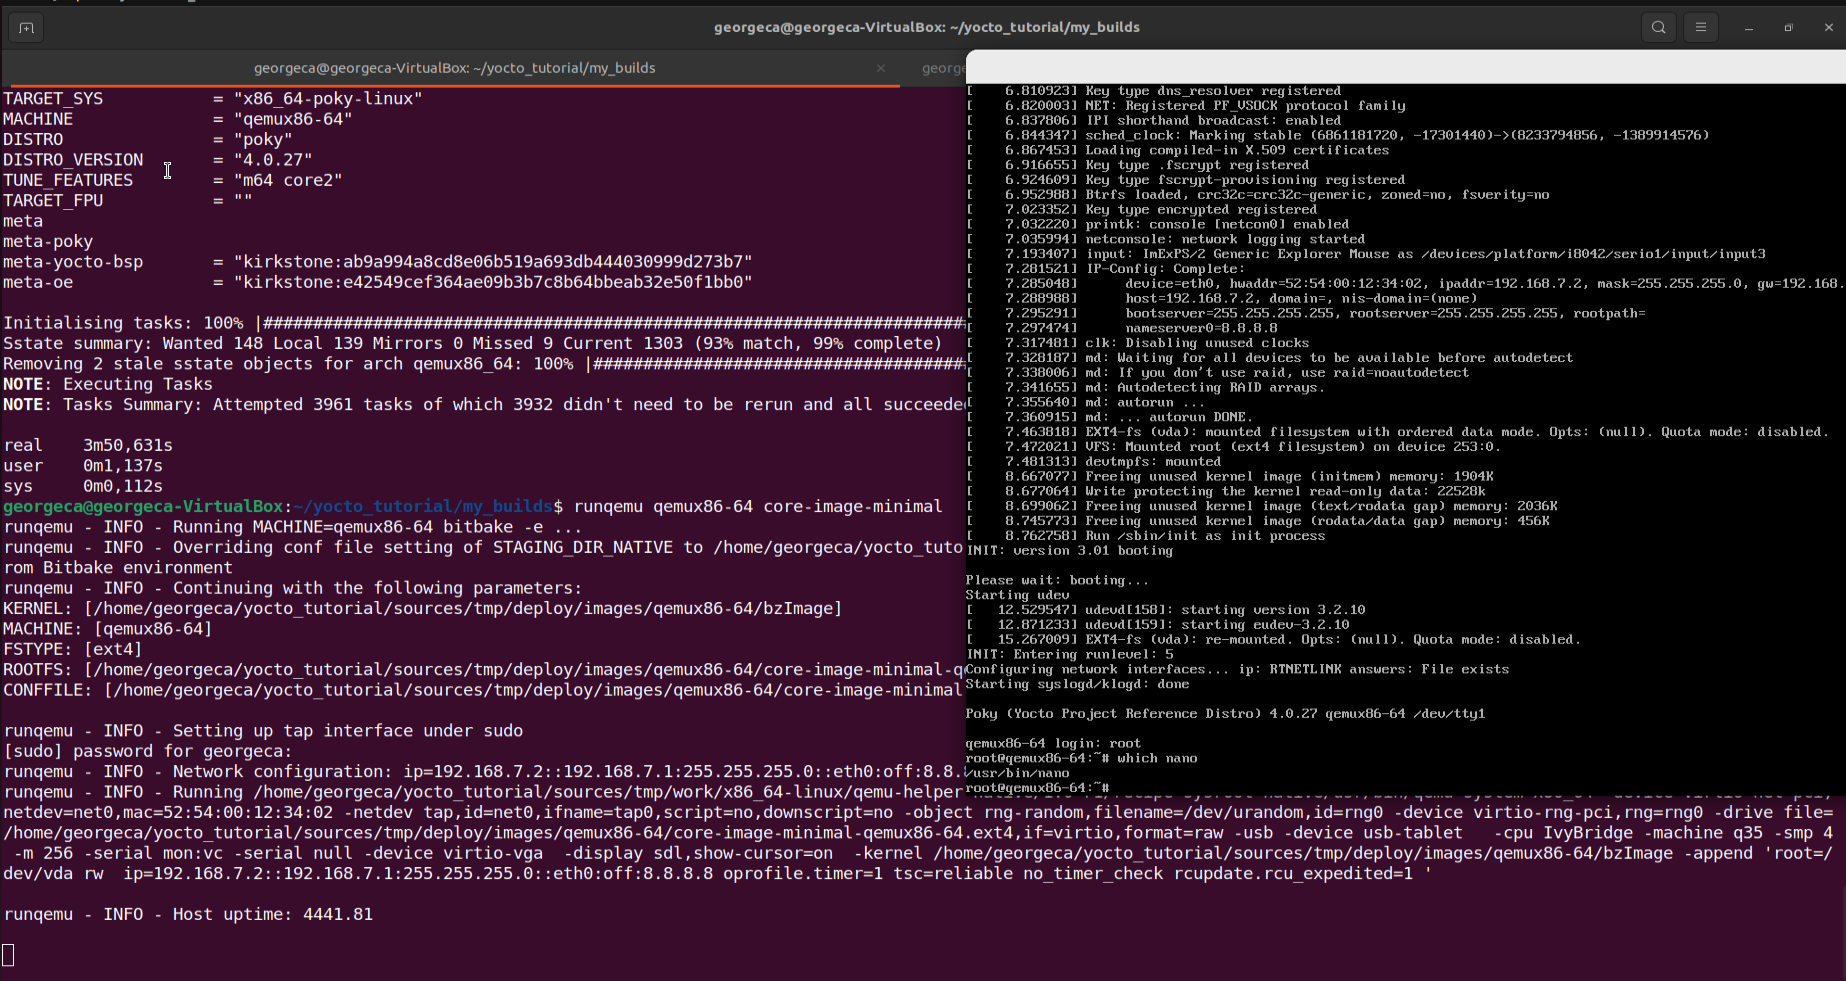 georgeca@georgeca-VirtualBox: ~/yocto_tutorial/my_builds
georgeca@georgeca-VirtualBox: ~/yocto_tutorial/my_builds
george
TARGET_SYS           = "x86_64-poky-linux"
MACHINE              = "qemux86-64"
DISTRO               = "poky"
DISTRO_VERSION       = "4.0.27"
TUNE_FEATURES        = "m64 core2"
TARGET_FPU           = ""
meta
meta-poky
meta-yocto-bsp       = "kirkstone:ab9a994a8cd8e06b519a693db444030999d273b7"
meta-oe              = "kirkstone:e42549cef364ae09b3b7c8b64bbeab32e50f1bb0"
Initialising tasks: 100% |######################################################################
Sstate summary: Wanted 148 Local 139 Mirrors 0 Missed 9 Current 1303 (93% match, 99% complete)
Removing 2 stale sstate objects for arch qemux86_64: 100% |#####################################
NOTE: Executing Tasks
NOTE: Tasks Summary: Attempted 3961 tasks of which 3932 didn't need to be rerun and all succeeded
real    3m50,631s
user    0m1,137s
sys     0m0,112s
georgeca@georgeca-VirtualBox:~/yocto_tutorial/my_builds$ runqemu qemux86-64 core-image-minimal
runqemu - INFO - Running MACHINE=qemux86-64 bitbake -e ...
runqemu - INFO - Overriding conf file setting of STAGING_DIR_NATIVE to /home/georgeca/yocto_tuto
rom Bitbake environment
runqemu - INFO - Continuing with the following parameters:
KERNEL: [/home/georgeca/yocto_tutorial/sources/tmp/deploy/images/qemux86-64/bzImage]
MACHINE: [qemux86-64]
FSTYPE: [ext4]
ROOTFS: [/home/georgeca/yocto_tutorial/sources/tmp/deploy/images/qemux86-64/core-image-minimal-q
CONFFILE: [/home/georgeca/yocto_tutorial/sources/tmp/deploy/images/qemux86-64/core-image-minimal
runqemu - INFO - Setting up tap interface under sudo
[sudo] password for georgeca:
runqemu - INFO - Network configuration: ip=192.168.7.2::192.168.7.1:255.255.255.0::eth0:off:8.8.8
runqemu - INFO - Running /home/georgeca/yocto_tutorial/sources/tmp/work/x86_64-linux/qemu-helper
netdev=net0,mac=52:54:00:12:34:02 -netdev tap,id=net0,ifname=tap0,script=no,downscript=no -object rng-random,filename=/dev/urandom,id=rng0 -device virtio-rng-pci,rng=rng0 -drive file=
/home/georgeca/yocto_tutorial/sources/tmp/deploy/images/qemux86-64/core-image-minimal-qemux86-64.ext4,if=virtio,format=raw -usb -device usb-tablet   -cpu IvyBridge -machine q35 -smp 4
 -m 256 -serial mon:vc -serial null -device virtio-vga  -display sdl,show-cursor=on  -kernel /home/georgeca/yocto_tutorial/sources/tmp/deploy/images/qemux86-64/bzImage -append 'root=/
dev/vda rw  ip=192.168.7.2::192.168.7.1:255.255.255.0::eth0:off:8.8.8.8 oprofile.timer=1 tsc=reliable no_timer_check rcupdate.rcu_expedited=1 '
runqemu - INFO - Host uptime: 4441.81
[    6.810923] Key type dns_resolver registered
[    6.820003] NET: Registered PF_VSOCK protocol family
[    6.837806] IPI shorthand broadcast: enabled
[    6.844347] sched_clock: Marking stable (6861181720, -17301440)->(8233794856, -1389914576)
[    6.867453] Loading compiled-in X.509 certificates
[    6.916655] Key type .fscrypt registered
[    6.924609] Key type fscrypt-provisioning registered
[    6.952988] Btrfs loaded, crc32c=crc32c-generic, zoned=no, fsverity=no
[    7.023352] Key type encrypted registered
[    7.032220] printk: console [netcon0] enabled
[    7.035994] netconsole: network logging started
[    7.193407] input: ImExPS/2 Generic Explorer Mouse as /devices/platform/i8042/serio1/input/input3
[    7.281521] IP-Config: Complete:
[    7.285048]      device=eth0, hwaddr=52:54:00:12:34:02, ipaddr=192.168.7.2, mask=255.255.255.0, gw=192.168.
[    7.288988]      host=192.168.7.2, domain=, nis-domain=(none)
[    7.295291]      bootserver=255.255.255.255, rootserver=255.255.255.255, rootpath=
[    7.297474]      nameserver0=8.8.8.8
[    7.317481] clk: Disabling unused clocks
[    7.328187] md: Waiting for all devices to be available before autodetect
[    7.338006] md: If you don't use raid, use raid=noautodetect
[    7.341655] md: Autodetecting RAID arrays.
[    7.355640] md: autorun ...
[    7.360915] md: ... autorun DONE.
[    7.463818] EXT4-fs (vda): mounted filesystem with ordered data mode. Opts: (null). Quota mode: disabled.
[    7.472021] VFS: Mounted root (ext4 filesystem) on device 253:0.
[    7.481313] devtmpfs: mounted
[    8.667077] Freeing unused kernel image (initmem) memory: 1904K
[    8.677064] Write protecting the kernel read-only data: 22528k
[    8.699062] Freeing unused kernel image (text/rodata gap) memory: 2036K
[    8.745773] Freeing unused kernel image (rodata/data gap) memory: 456K
[    8.762758] Run /sbin/init as init process
INIT: version 3.01 booting
Please wait: booting...
Starting udev
[   12.529547] udevd[158]: starting version 3.2.10
[   12.871233] udevd[159]: starting eudev-3.2.10
[   15.267009] EXT4-fs (vda): re-mounted. Opts: (null). Quota mode: disabled.
INIT: Entering runlevel: 5
Configuring network interfaces... ip: RTNETLINK answers: File exists
Starting syslogd/klogd: done
Poky (Yocto Project Reference Distro) 4.0.27 qemux86-64 /dev/tty1
qemux86-64 login: root
root@qemux86-64:~# which nano
/usr/bin/nano
root@qemux86-64:~#